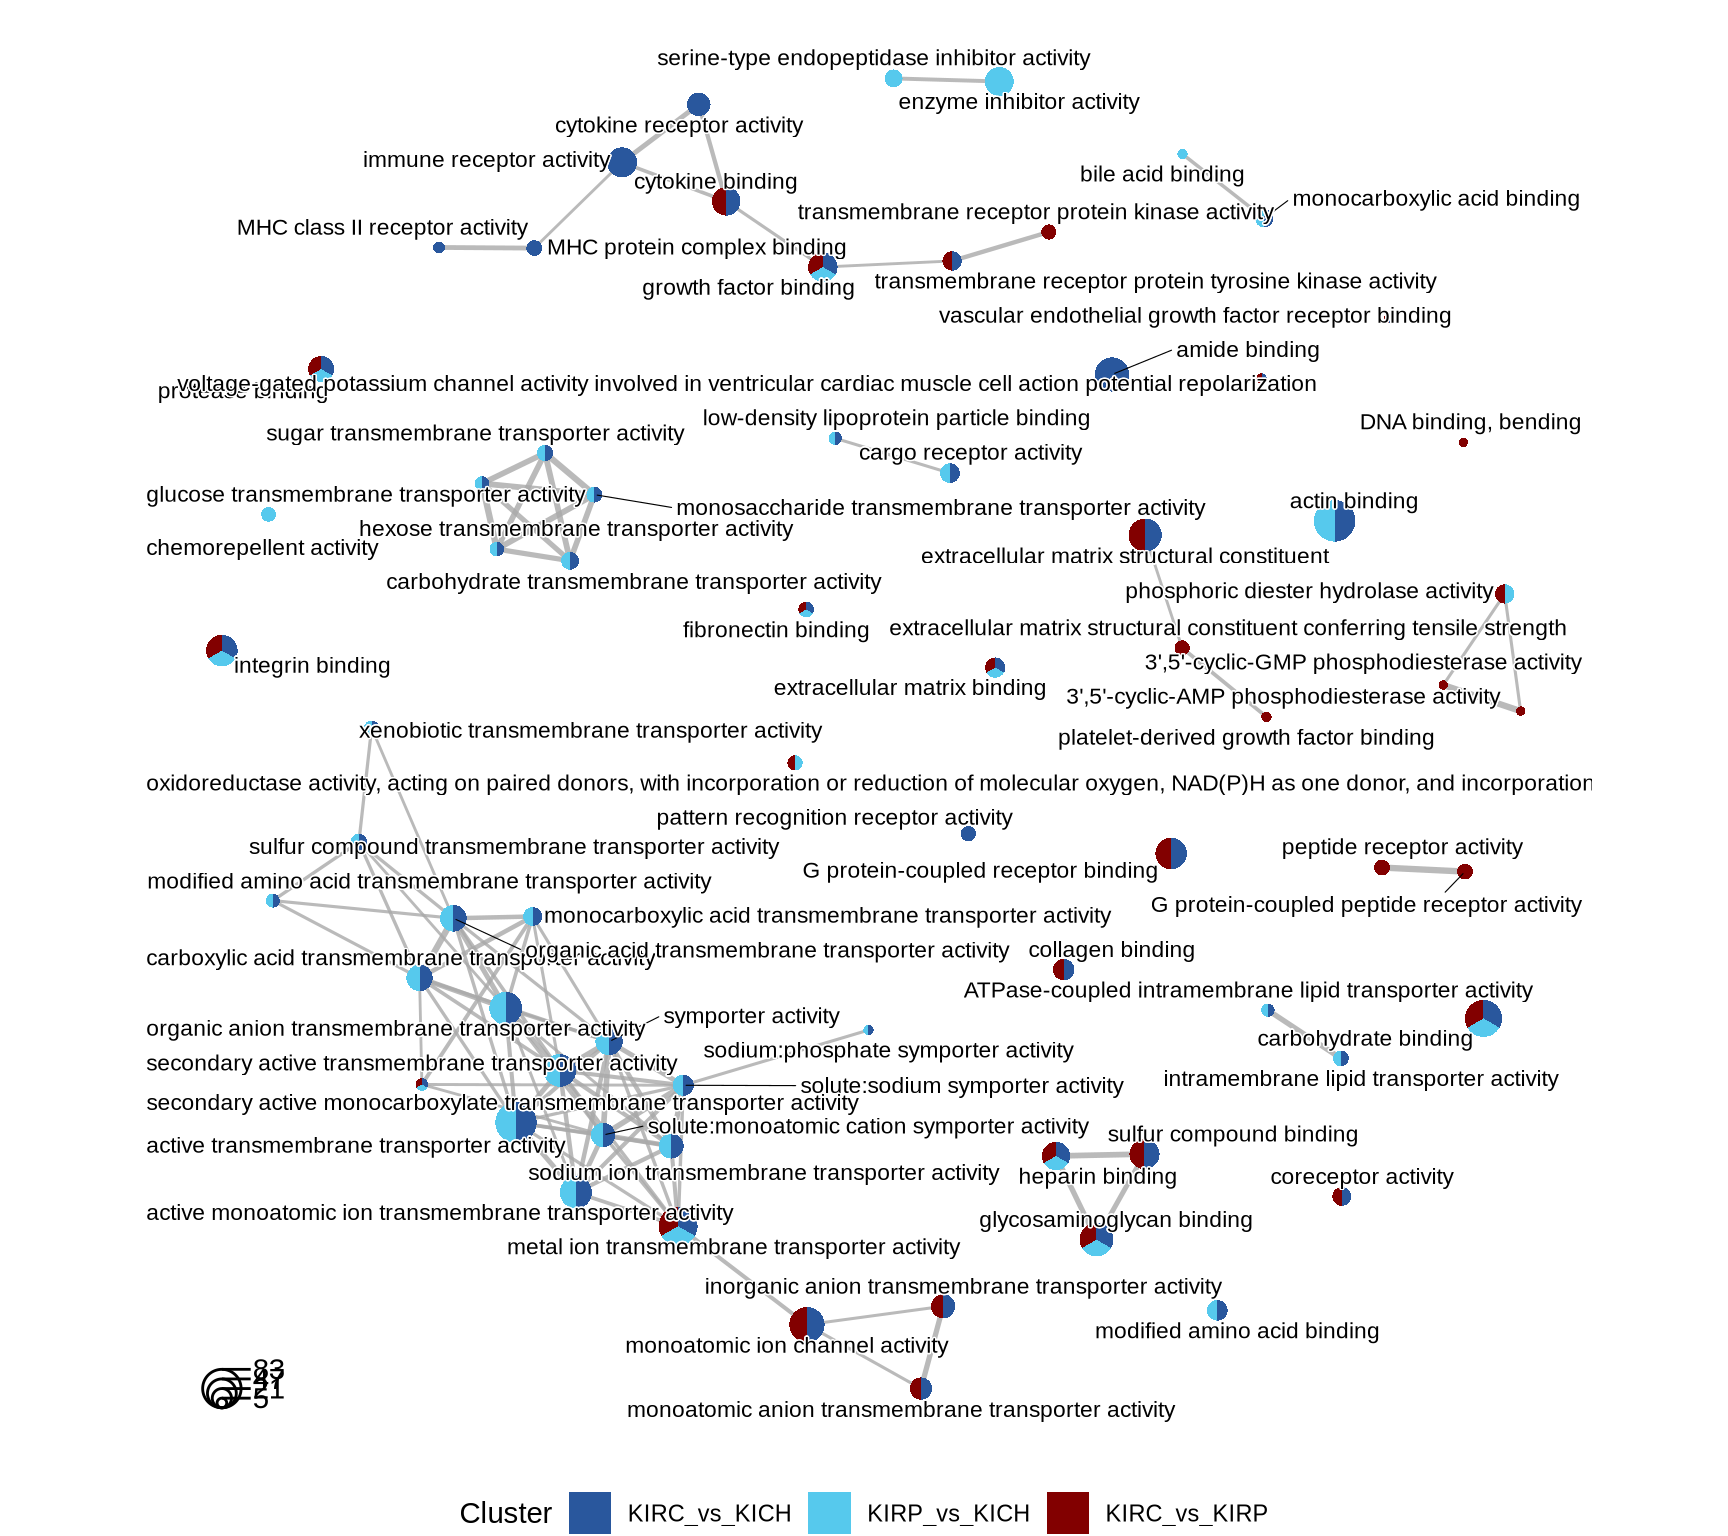 serine-type endopeptidase inhibitor activity
enzyme inhibitor activity
cytokine receptor activity
immune receptor activity
cytokine binding
bile acid binding
monocarboxylic acid binding
transmembrane receptor protein kinase activity
MHC class II receptor activity
MHC protein complex binding
growth factor binding
transmembrane receptor protein tyrosine kinase activity
vascular endothelial growth factor receptor binding
amide binding
voltage-gated potassium channel activity involved in ventricular cardiac muscle cell action potential repolarization
protease binding
low-density lipoprotein particle binding
DNA binding, bending
sugar transmembrane transporter activity
cargo receptor activity
glucose transmembrane transporter activity
actin binding
monosaccharide transmembrane transporter activity
hexose transmembrane transporter activity
chemorepellent activity
extracellular matrix structural constituent
carbohydrate transmembrane transporter activity
phosphoric diester hydrolase activity
fibronectin binding
extracellular matrix structural constituent conferring tensile strength
integrin binding
3',5'-cyclic-GMP phosphodiesterase activity
extracellular matrix binding
3',5'-cyclic-AMP phosphodiesterase activity
xenobiotic transmembrane transporter activity
platelet-derived growth factor binding
oxidoreductase activity, acting on paired donors, with incorporation or reduction of molecular oxygen, NAD(P)H as one donor, and incorporation
pattern recognition receptor activity
sulfur compound transmembrane transporter activity
peptide receptor activity
G protein-coupled receptor binding
modified amino acid transmembrane transporter activity
G protein-coupled peptide receptor activity
monocarboxylic acid transmembrane transporter activity
organic acid transmembrane transporter activity
collagen binding
carboxylic acid transmembrane transporter activity
ATPase-coupled intramembrane lipid transporter activity
symporter activity
organic anion transmembrane transporter activity
carbohydrate binding
sodium:phosphate symporter activity
secondary active transmembrane transporter activity
intramembrane lipid transporter activity
solute:sodium symporter activity
secondary active monocarboxylate transmembrane transporter activity
solute:monoatomic cation symporter activity
sulfur compound binding
active transmembrane transporter activity
sodium ion transmembrane transporter activity
heparin binding
coreceptor activity
active monoatomic ion transmembrane transporter activity
glycosaminoglycan binding
metal ion transmembrane transporter activity
inorganic anion transmembrane transporter activity
modified amino acid binding
monoatomic ion channel activity
monoatomic anion transmembrane transporter activity
83
47
21
5
Cluster
KIRC_vs_KICH
KIRP_vs_KICH
KIRC_vs_KIRP